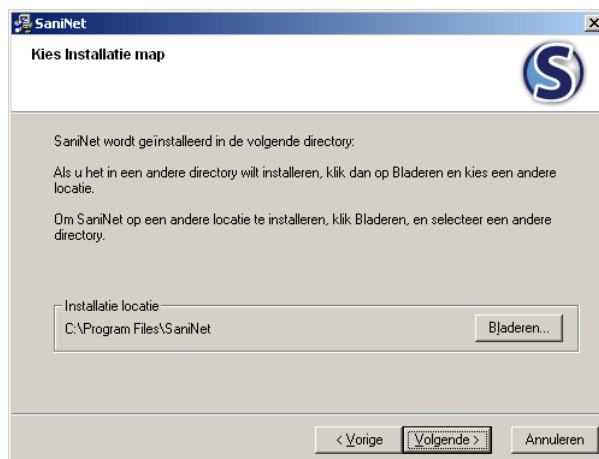 SaniNet
Kies Installatie map
S
SaniNet wordt geïnstalleerd in de volgende directory:
Als u het in een andere directory wilt installeren, klik dan op Bladeren en kies een andere
locatie.
Om SaniNet op een andere locatie te installeren, klik Bladeren, en selecteer een andere
directory.
Installatie locatie
C:\Program Files\SaniNet
Bladeren...
< Vorige
Volgende >
Annuleren